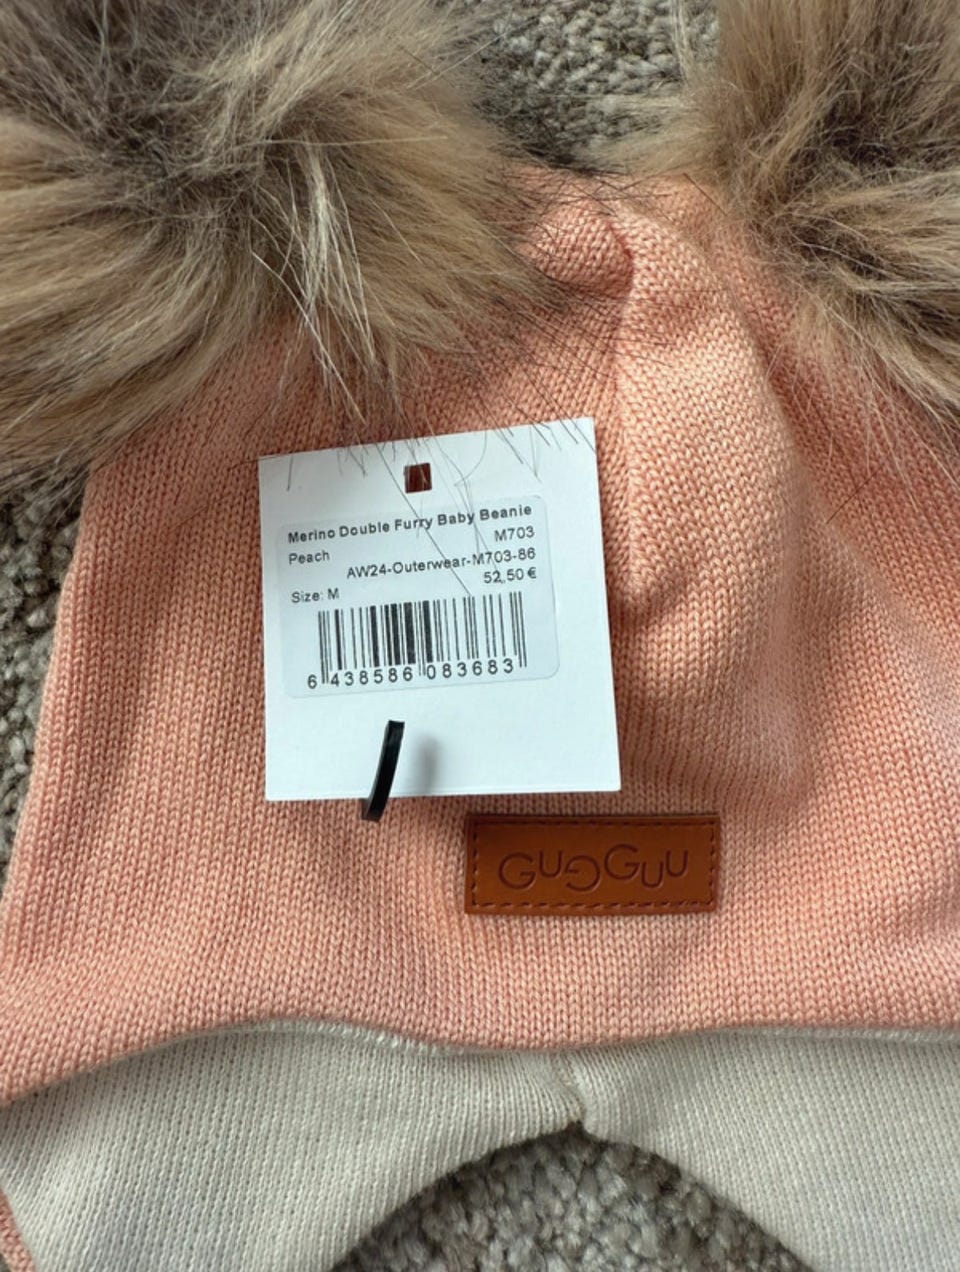 Merino Double Furry Baby Beanie
Peach M703
AW24-Outerwear-M703-86
52,50 €
Size: M
6 438586 083683
GUGGUU